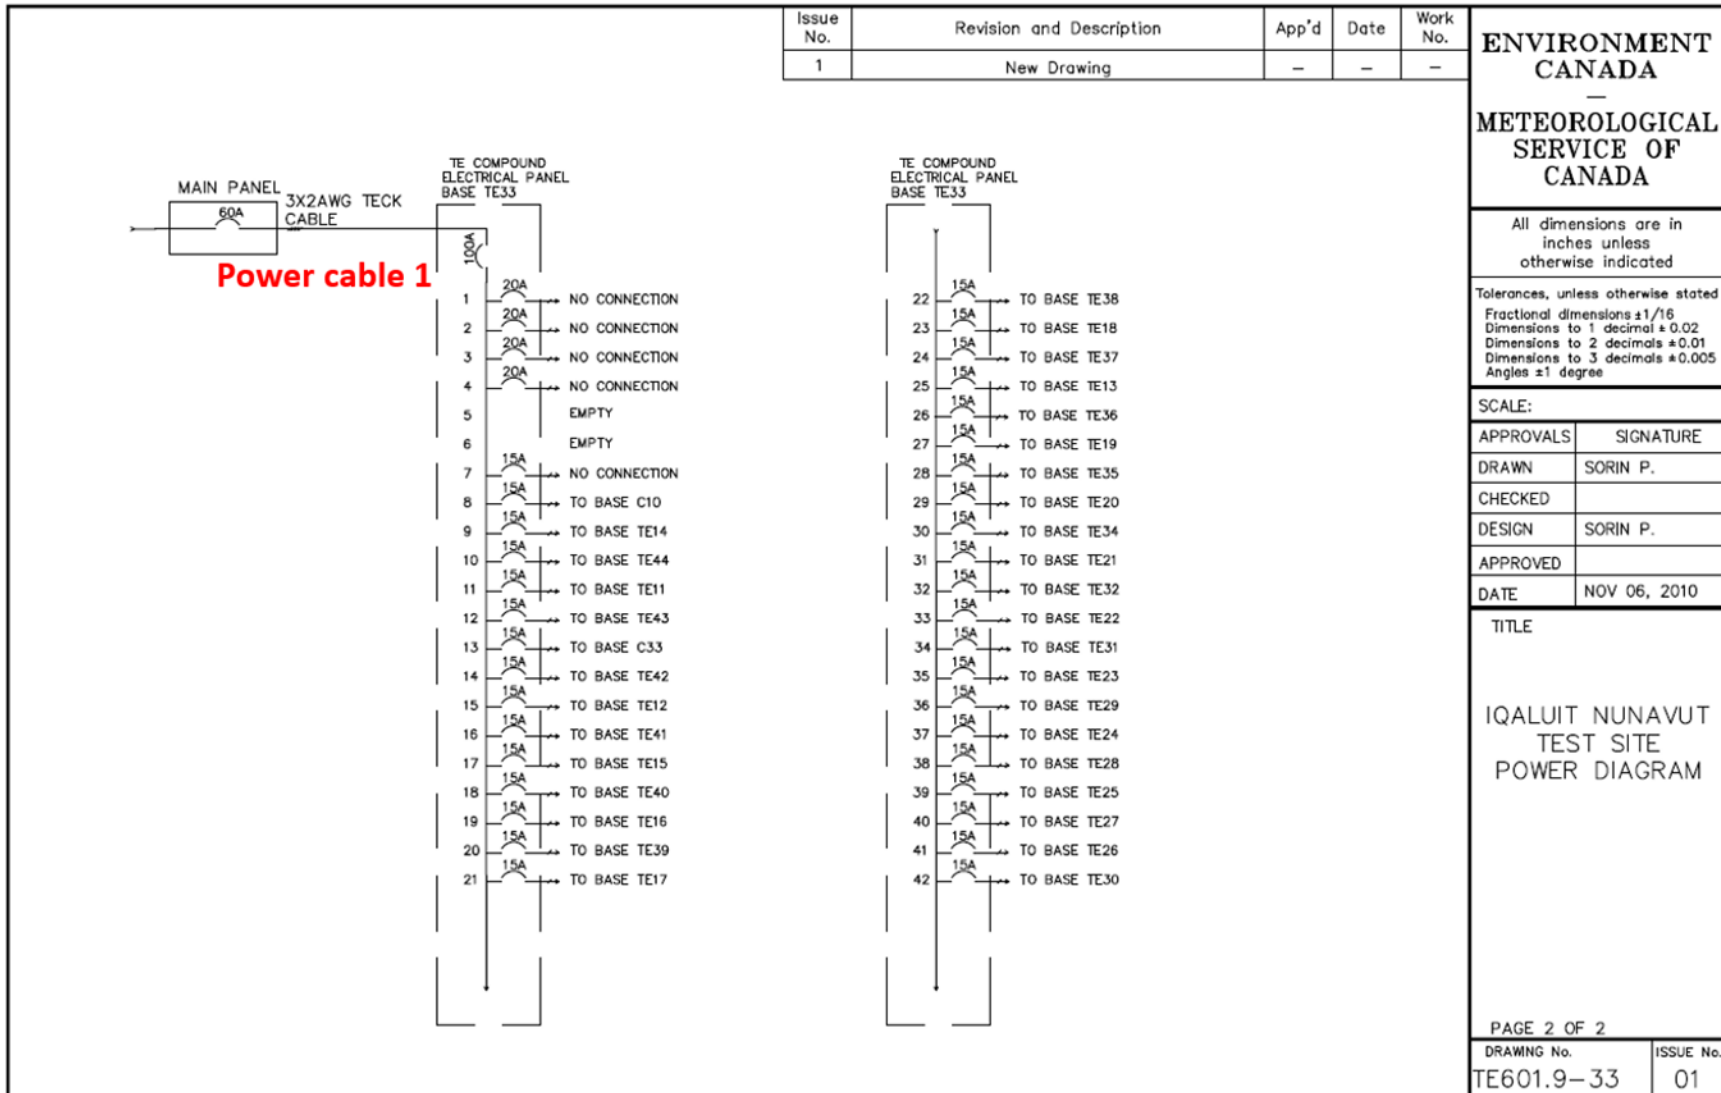 Issue No.
Revision and Description
App'd
Date
Work No.
1
New Drawing
–
–
–
ENVIRONMENT
CANADA
—
METEOROLOGICAL
SERVICE OF
CANADA
All dimensions are in
inches unless
otherwise indicated
Tolerances, unless otherwise stated
Fractional dimensions ±1/16
Dimensions to 1 decimal ± 0.02
Dimensions to 2 decimals ±0.01
Dimensions to 3 decimals ±0.005
Angles ±1 degree
SCALE:
APPROVALS SIGNATURE
DRAWN SORIN P.
CHECKED
DESIGN SORIN P.
APPROVED
DATE NOV 06, 2010
TITLE
IQALUIT NUNAVUT
TEST SITE
POWER DIAGRAM
PAGE 2 OF 2
DRAWING No.
TE601.9–33
ISSUE No.
01
MAIN PANEL
60A
3X2AWG TECK
CABLE
Power cable 1
TE COMPOUND
ELECTRICAL PANEL
BASE TE33
100A
1 20A NO CONNECTION
2 20A NO CONNECTION
3 20A NO CONNECTION
4 20A NO CONNECTION
5 EMPTY
6 EMPTY
7 15A NO CONNECTION
8 15A TO BASE C10
9 15A TO BASE TE14
10 15A TO BASE TE44
11 15A TO BASE TE11
12 15A TO BASE TE43
13 15A TO BASE C33
14 15A TO BASE TE42
15 15A TO BASE TE12
16 15A TO BASE TE41
17 15A TO BASE TE15
18 15A TO BASE TE40
19 15A TO BASE TE16
20 15A TO BASE TE39
21 15A TO BASE TE17
TE COMPOUND
ELECTRICAL PANEL
BASE TE33
22 15A TO BASE TE38
23 15A TO BASE TE18
24 15A TO BASE TE37
25 15A TO BASE TE13
26 15A TO BASE TE36
27 15A TO BASE TE19
28 15A TO BASE TE35
29 15A TO BASE TE20
30 15A TO BASE TE34
31 15A TO BASE TE21
32 15A TO BASE TE32
33 15A TO BASE TE22
34 15A TO BASE TE31
35 15A TO BASE TE23
36 15A TO BASE TE29
37 15A TO BASE TE24
38 15A TO BASE TE28
39 15A TO BASE TE25
40 15A TO BASE TE27
41 15A TO BASE TE26
42 15A TO BASE TE30